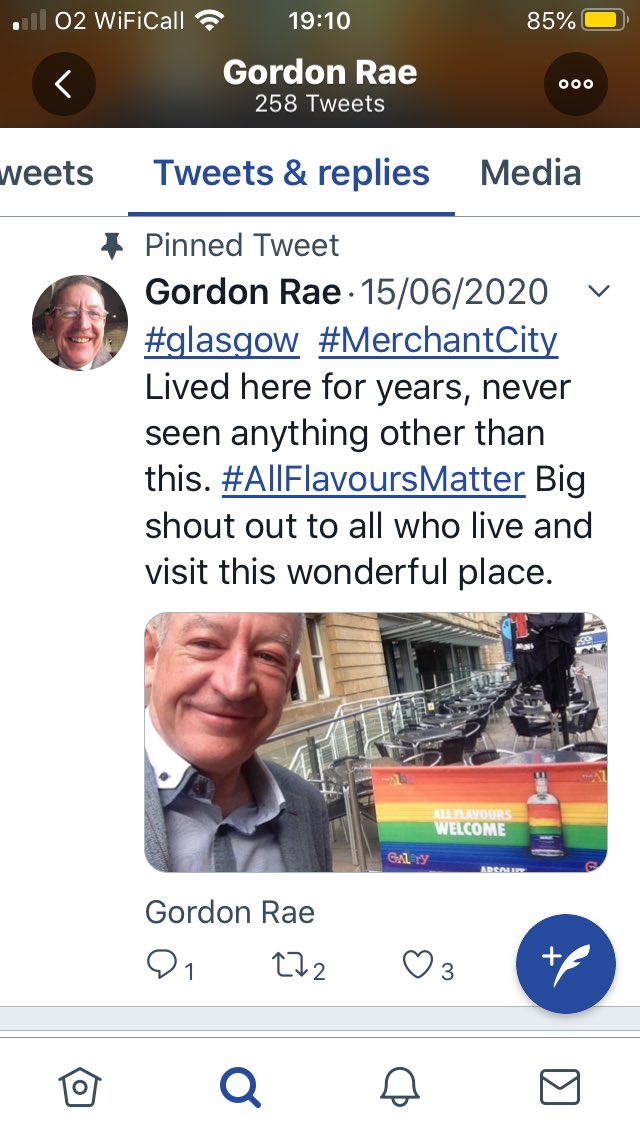 O2 WiFiCall 19:10 85%
Gordon Rae
258 Tweets
weets Tweets & replies Media
Pinned Tweet
Gordon Rae · 15/06/2020
#glasgow #MerchantCity
Lived here for years, never
seen anything other than
this. #AllFlavoursMatter Big
shout out to all who live and
visit this wonderful place.
ALL FLAVOURS
WELCOME
GALery
ABSOLUT
Gordon Rae
1 2 3